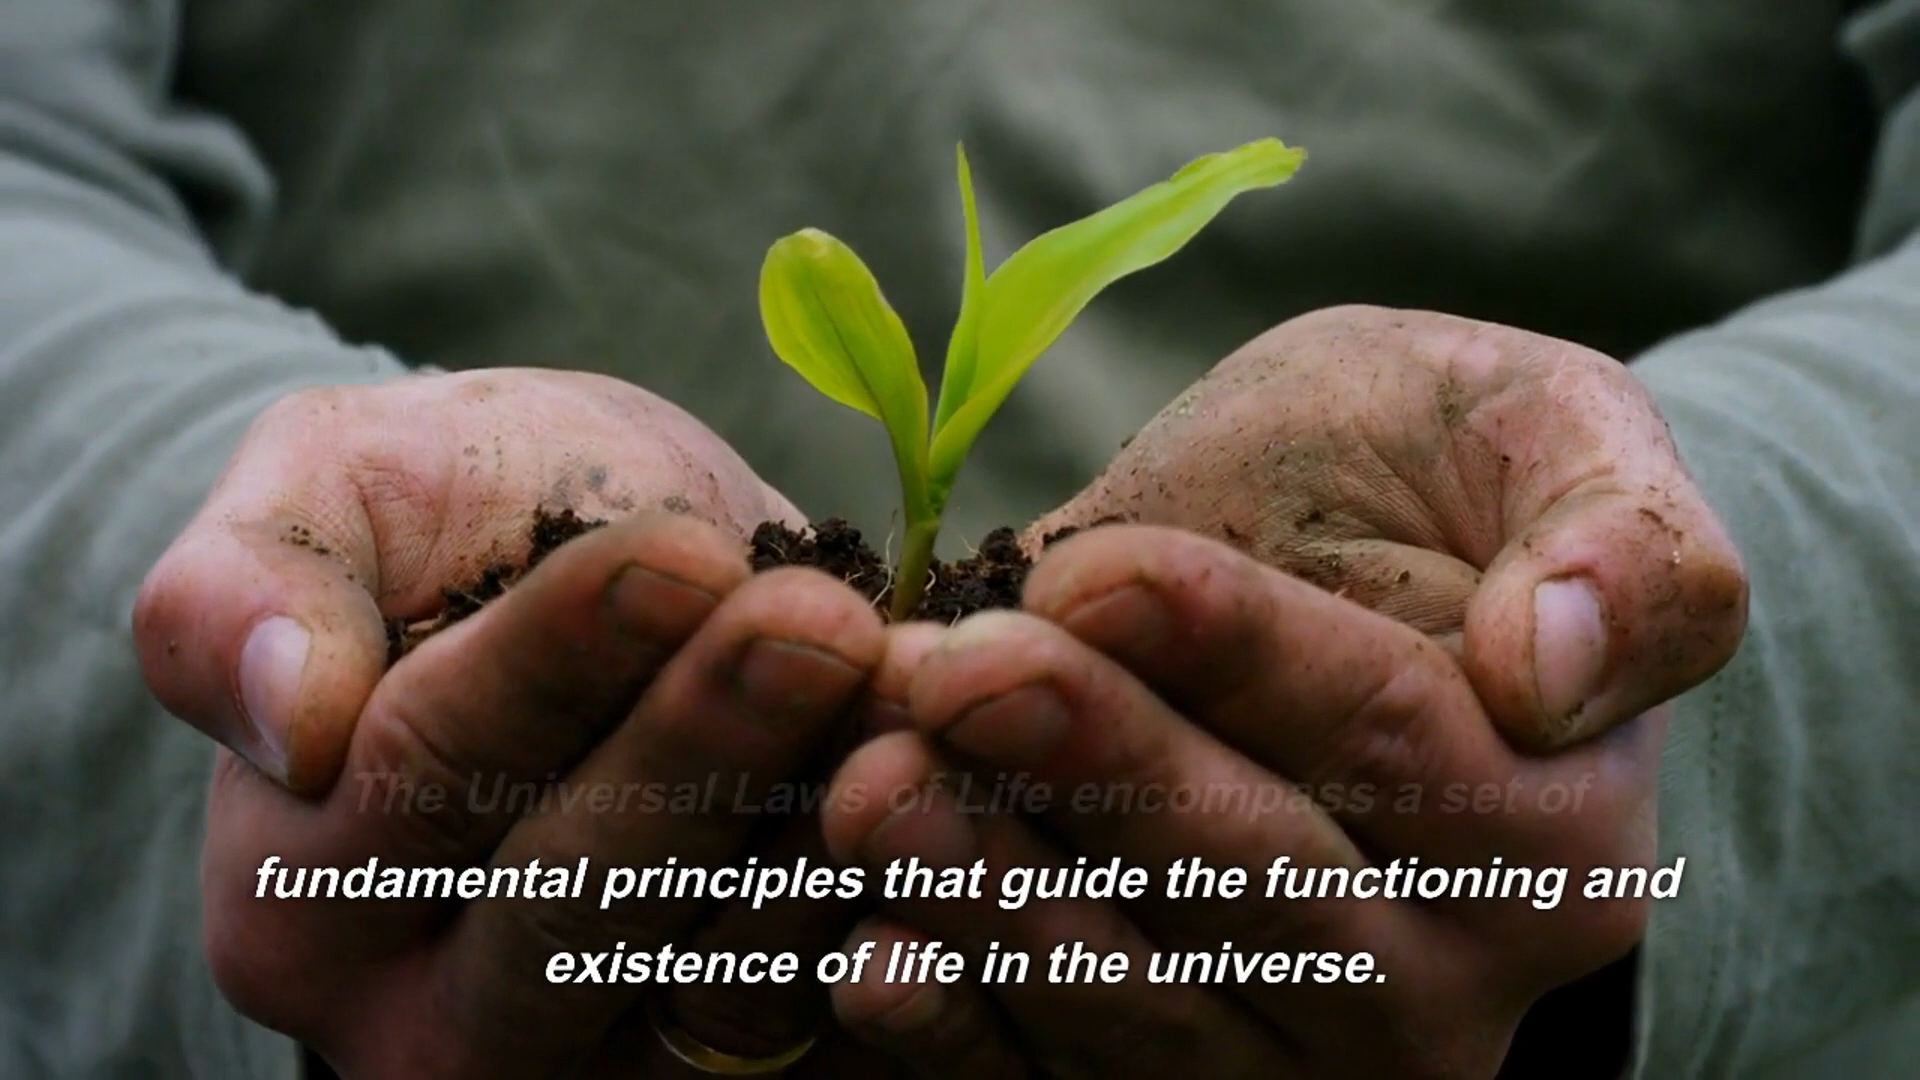 The Universal Laws of Life encompass a set of
fundamental principles that guide the functioning and
existence of life in the universe.